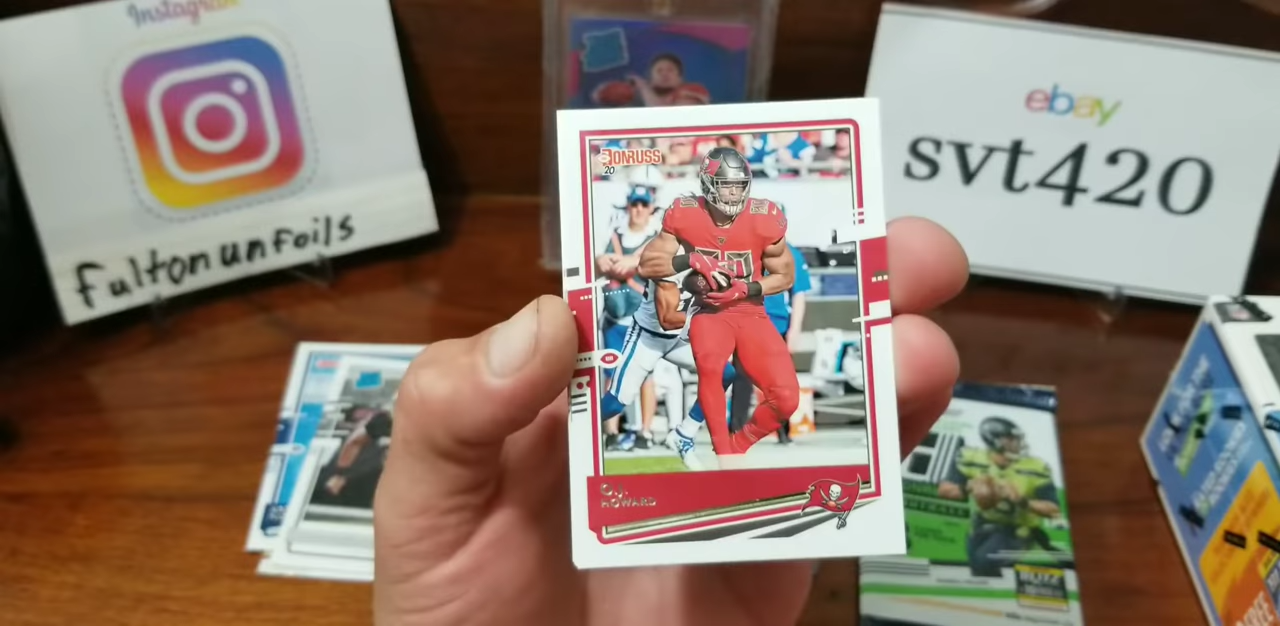 Instagram
fultonunfoils
ebay
svt420
DONRUSS
20
O.J.
HOWARD